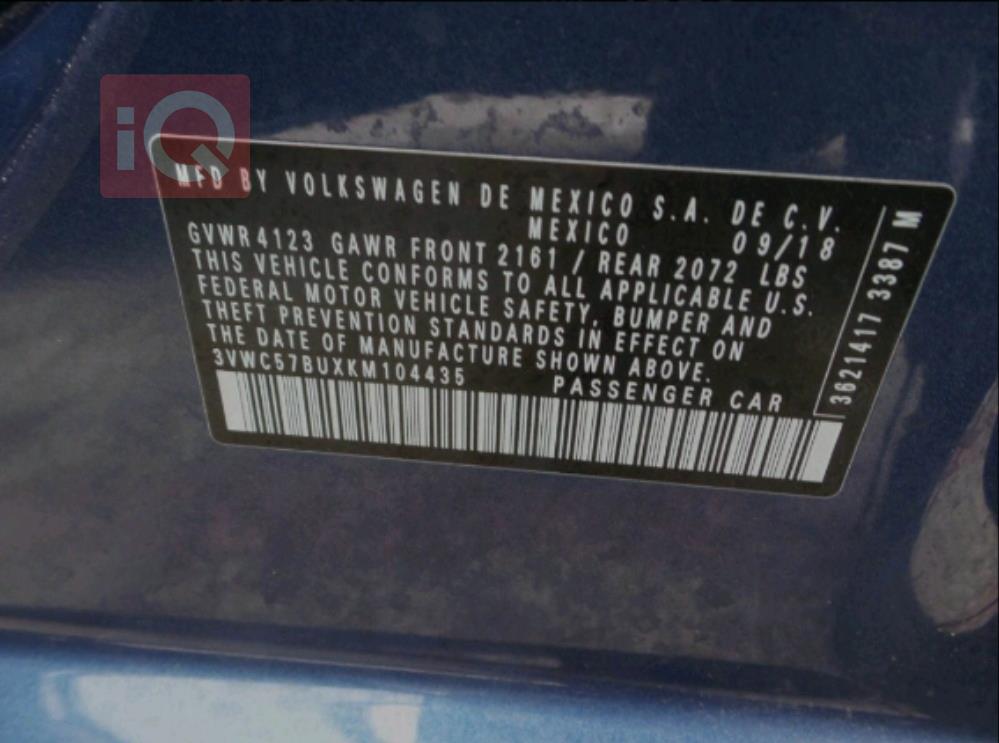 iQ
MFD BY VOLKSWAGEN DE MEXICO S.A. DE C.V.
MEXICO 09/18
GVWR 4123 GAWR FRONT 2161 / REAR 2072 LBS
THIS VEHICLE CONFORMS TO ALL APPLICABLE U.S.
FEDERAL MOTOR VEHICLE SAFETY, BUMPER AND
THEFT PREVENTION STANDARDS IN EFFECT ON
THE DATE OF MANUFACTURE SHOWN ABOVE.
3VWC57BUXKM104435 PASSENGER CAR
3621417 3387 M